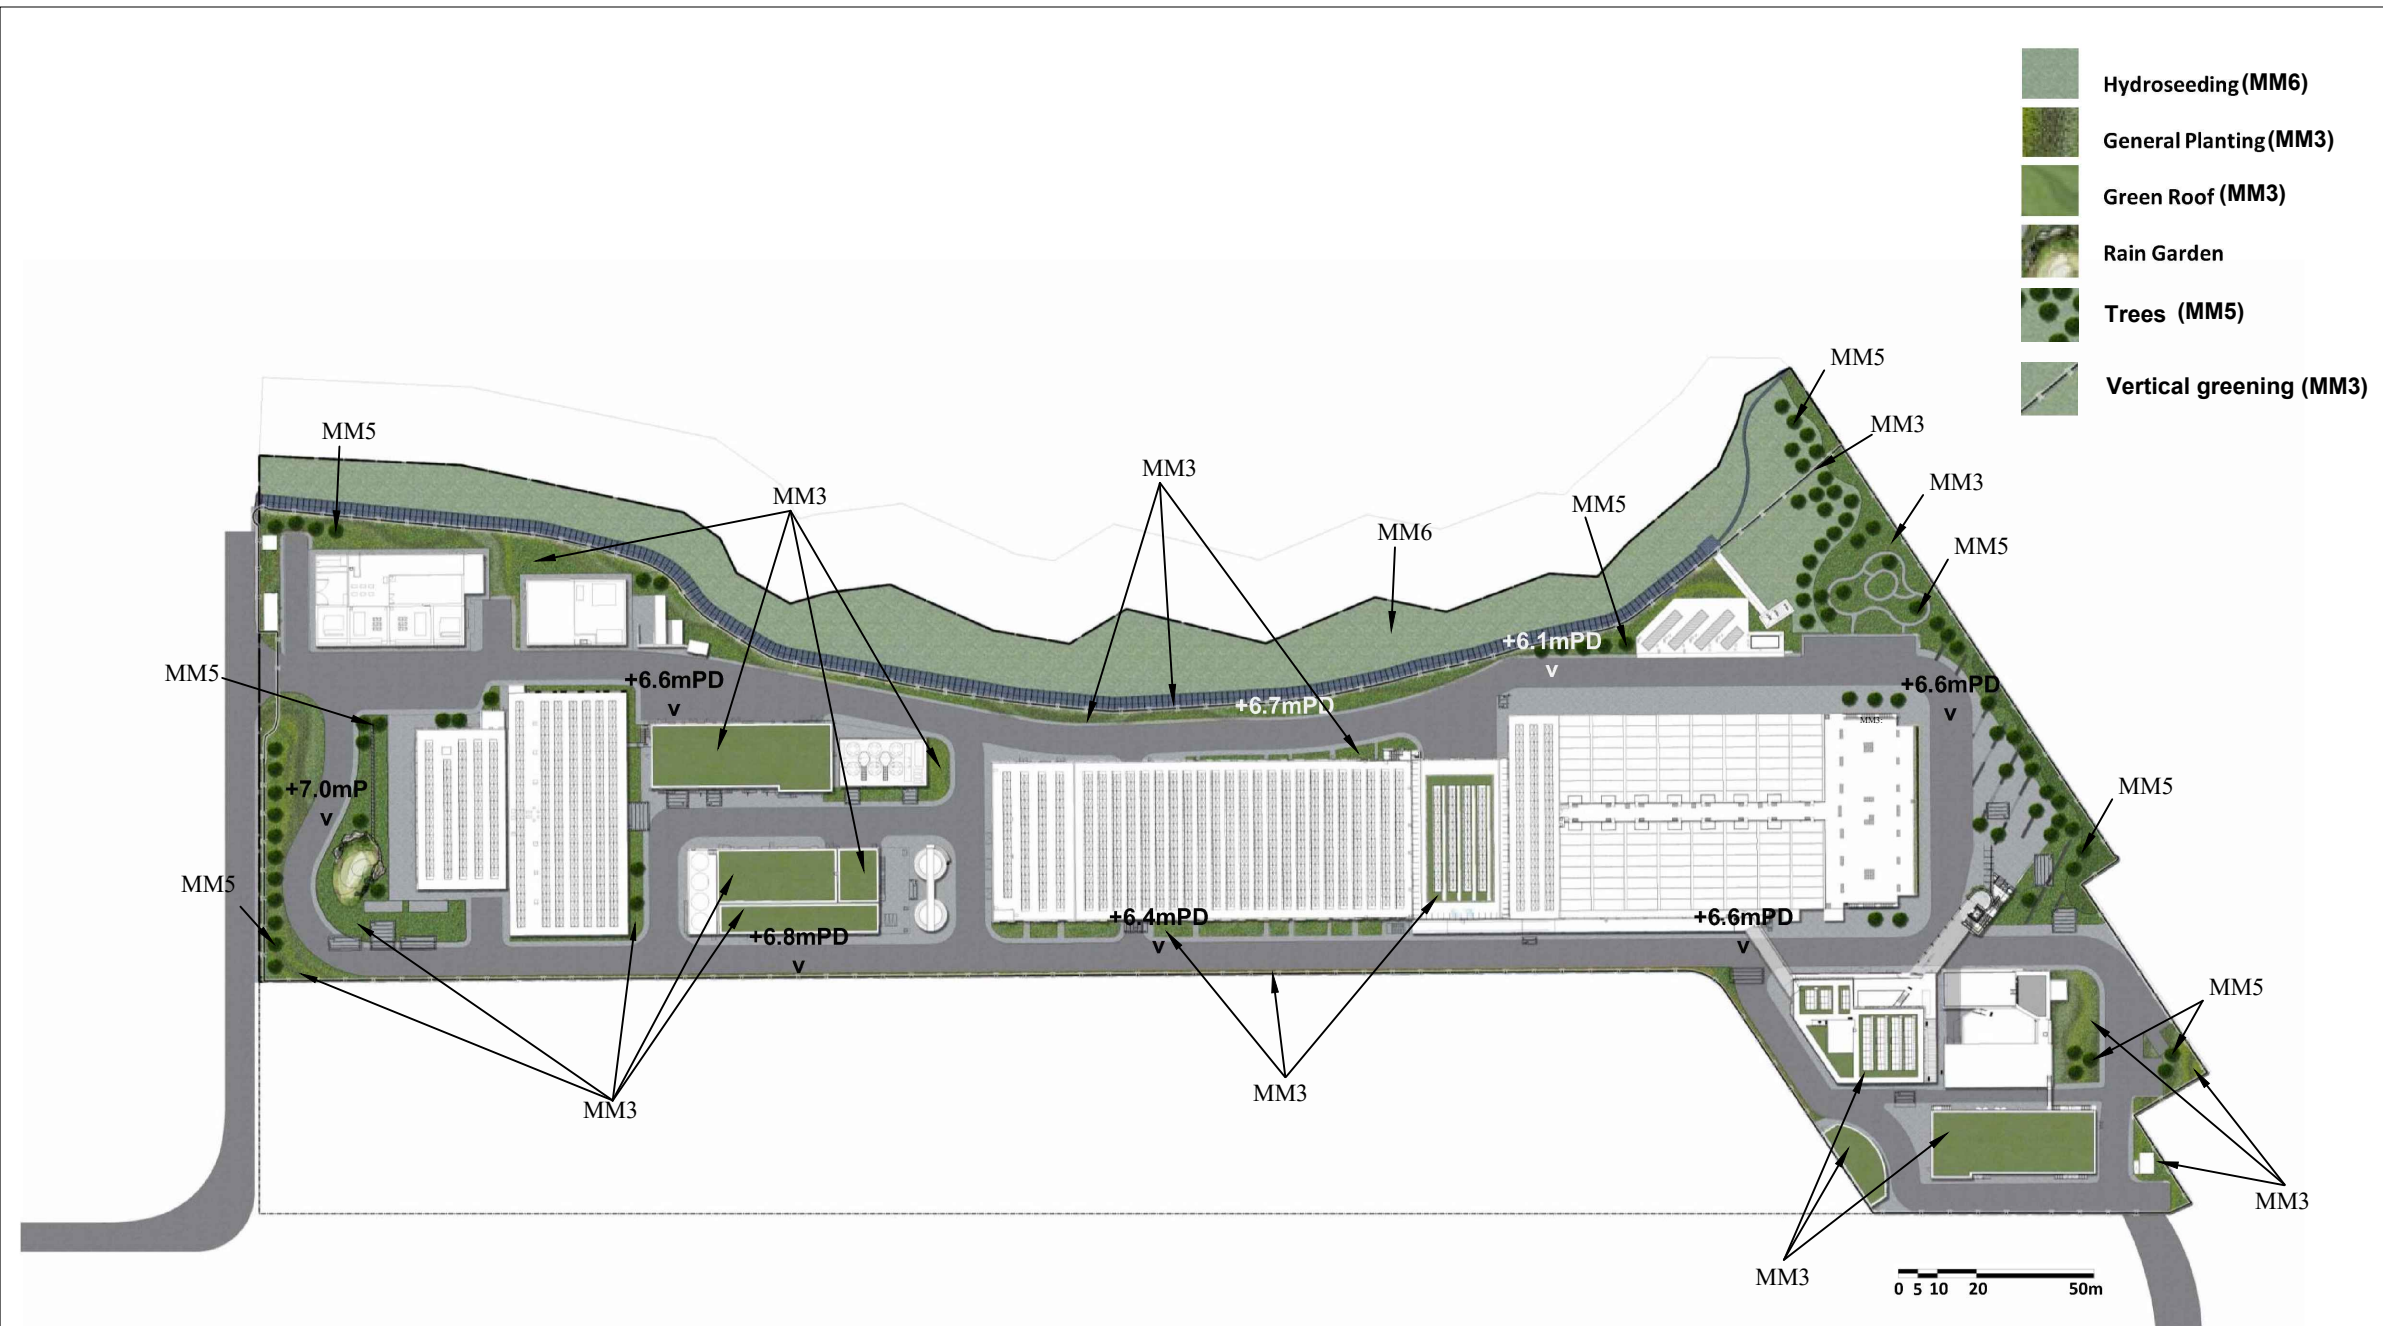 Hydroseeding (MM6)
General Planting (MM3)
Green Roof (MM3)
Rain Garden
Trees (MM5)
Vertical greening (MM3)
MM5
MM3
MM5
MM3
MM3
MM3
MM5
MM6
MM5
+6.1mPD
v
MM5
+6.6mPD
v
+6.6mPD
v
+6.7mPD
MM3:
+7.0mP
v
MM5
MM5
+6.4mPD
v
+6.6mPD
v
+6.8mPD
v
MM5
MM3
MM3
MM3
MM3
0 5 10 20 50m